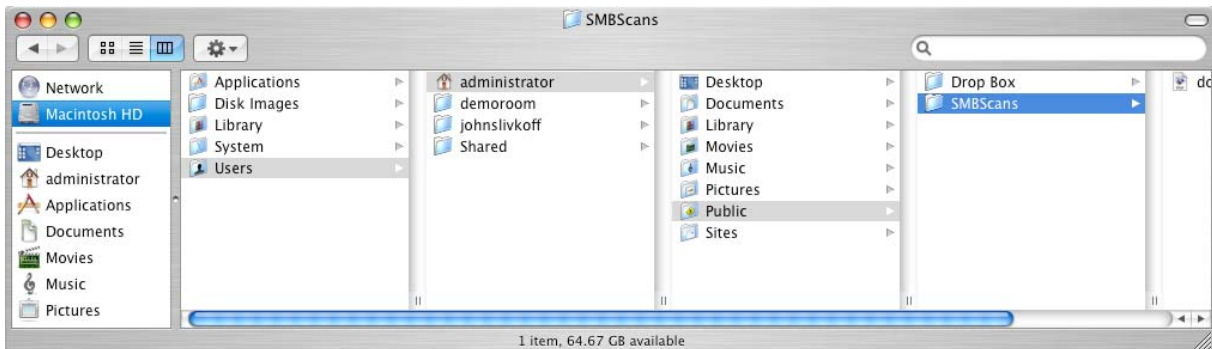 SMBScans
Network
Macintosh HD
Desktop
administrator
Applications
Documents
Movies
Music
Pictures
Applications
Disk Images
Library
System
Users
administrator
demoroom
johnslivkoff
Shared
Desktop
Documents
Library
Movies
Music
Pictures
Public
Sites
Drop Box
SMBScans
1 item, 64.67 GB available